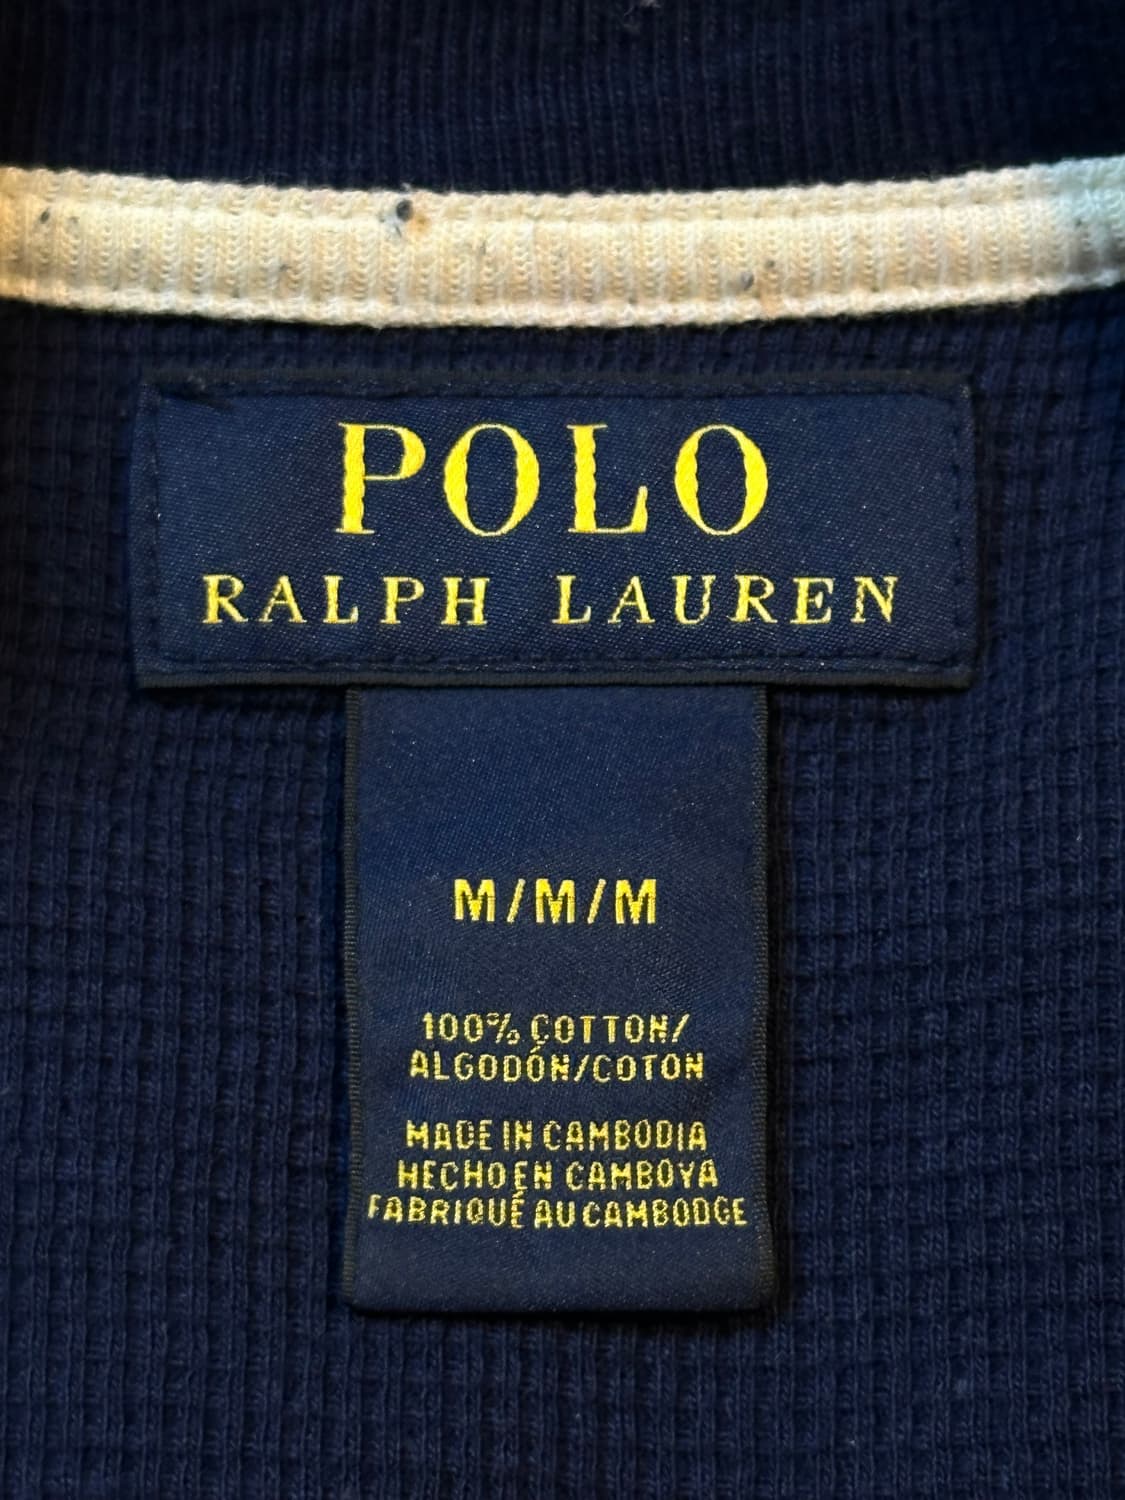 POLO
RALPH LAUREN
M/M/M
100% COTTON/
ALGODÓN/COTON
MADE IN CAMBODIA
HECHO EN CAMBOYA
FABRIQUÉ AU CAMBODGE